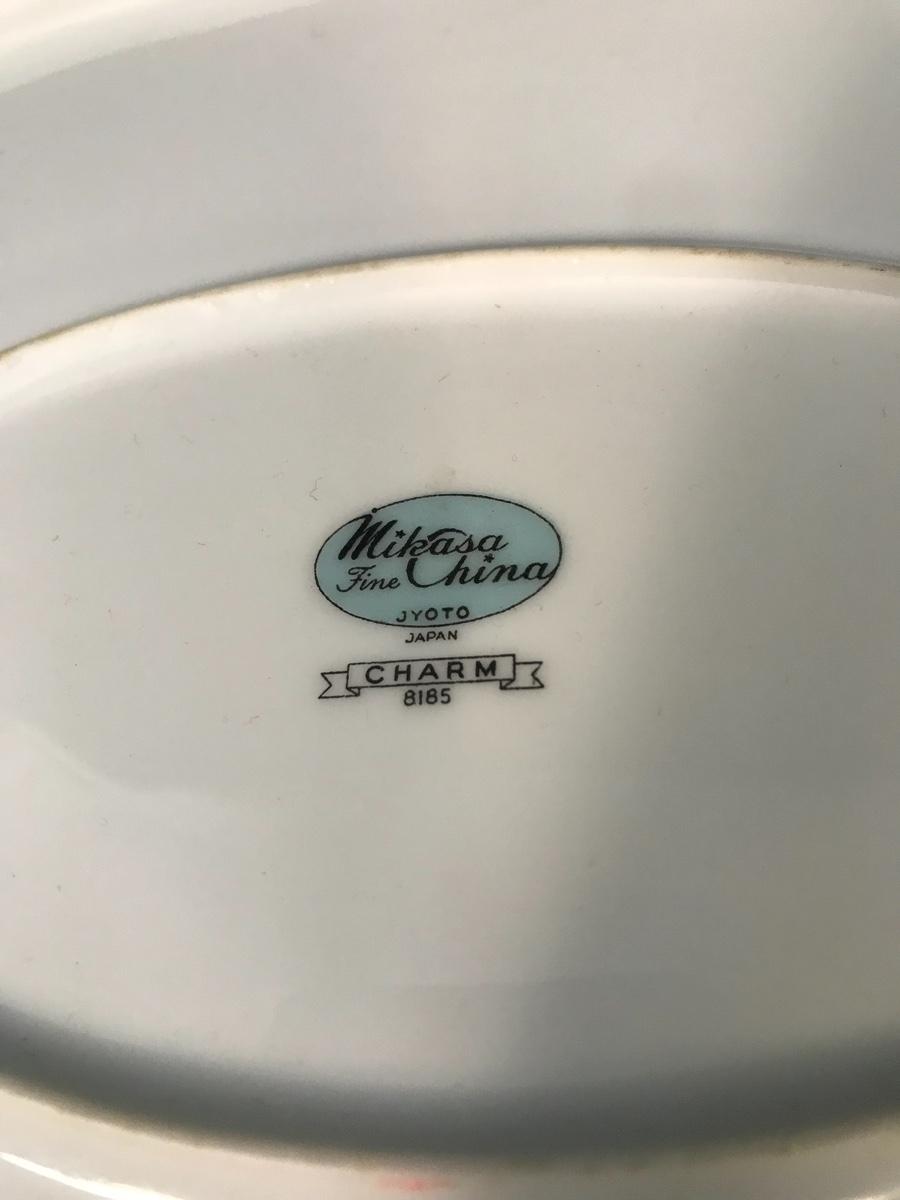 Mikasa
Fine China
JYOTO
JAPAN
CHARM
8185